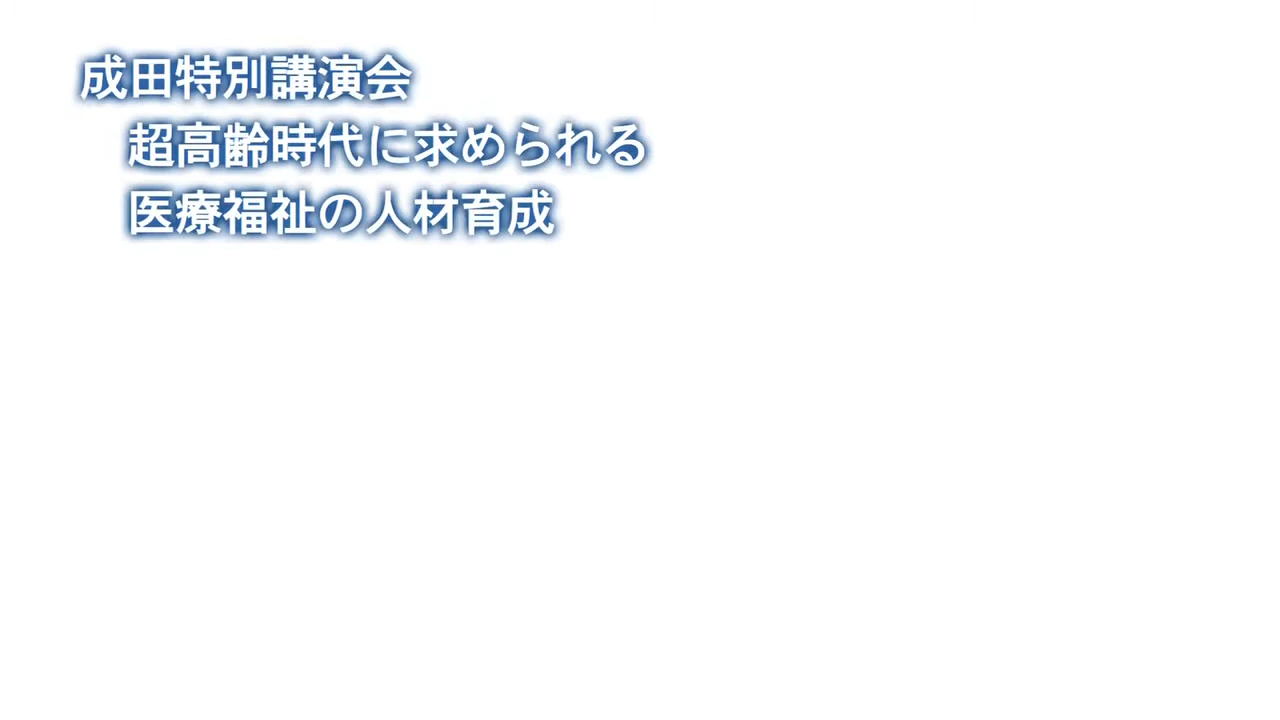 成田特別講演会
超高齢時代に求められる
医療福祉の人材育成